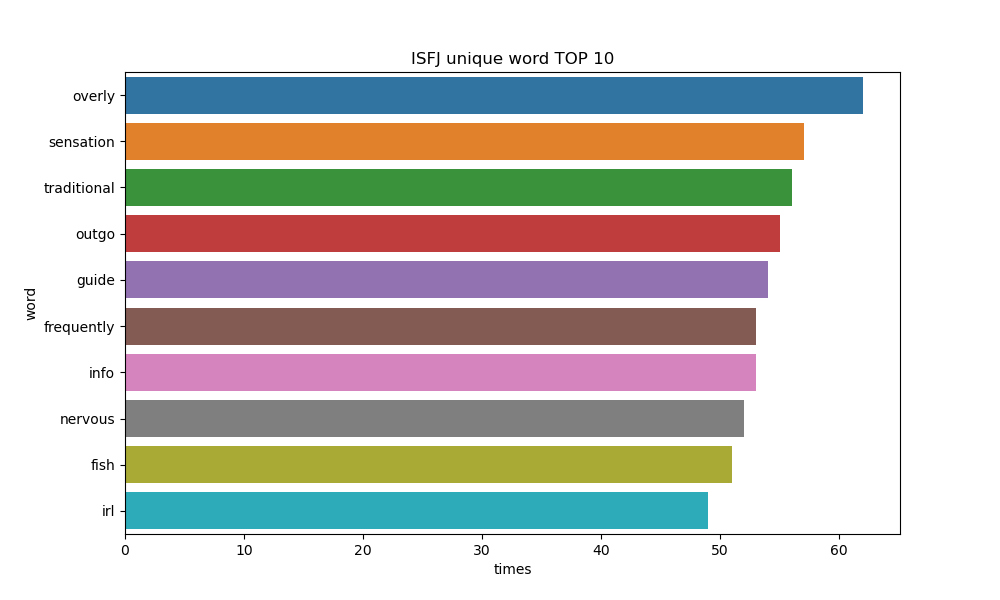 ISFJ unique word TOP 10
word
overly
sensation
traditional
outgo
guide
frequently
info
nervous
fish
irl
0 10 20 30 40 50 60
times